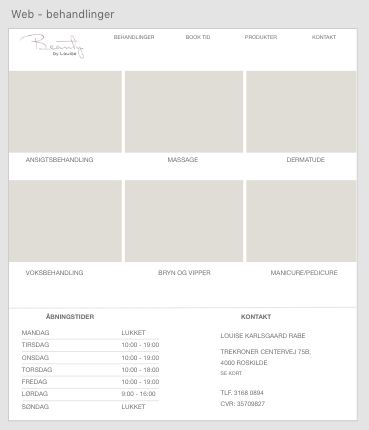 Web - behandlinger
Beauty
by Louise
BEHANDLINGER BOOK TID PRODUKTER KONTAKT
ANSIGTSBEHANDLING MASSAGE DERMATUDE
VOKSBEHANDLING BRYN OG VIPPER MANICURE/PEDICURE
ÅBNINGSTIDER
MANDAG LUKKET
TIRSDAG 10:00 - 19:00
ONSDAG 10:00 - 19:00
TORSDAG 10:00 - 18:00
FREDAG 10:00 - 19:00
LØRDAG 9:00 - 16:00
SØNDAG LUKKET
KONTAKT
LOUISE KARLSGAARD RABE
TREKRONER CENTERVEJ 75B,
4000 ROSKILDE
SE KORT
TLF. 3168 0894
CVR: 35709827